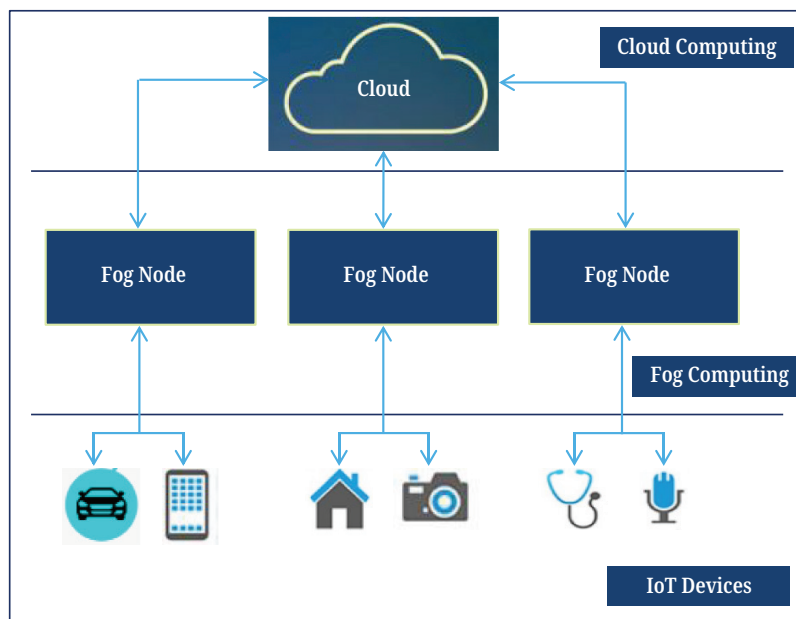 Cloud Computing
Cloud
Fog Node
Fog Node
Fog Node
Fog Computing
IoT Devices